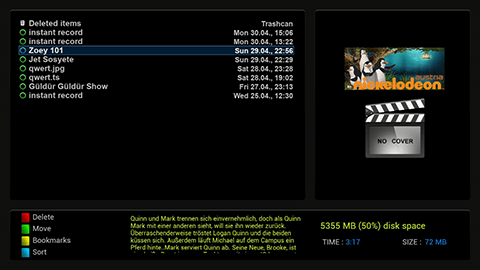 Deleted items Trashcan
instant record Mon 30.04., 15:06
instant record Mon 30.04., 13:22
Zoey 101 Sun 29.04., 22:56
Jet Sosyete Sun 29.04., 22:29
qwert.jpg Sat 28.04., 23:28
qwert.ts Sat 28.04., 19:02
Güldür Güldür Show Fri 27.04., 23:13
instant record Wed 25.04., 12:30
austria
nickelodeon
NO COVER
Delete
Move
Bookmarks
Sort
Quinn und Mark trennen sich einvernehmlich, doch als Quinn
Mark mit einer anderen sieht, will sie ihn wieder zurück.
Überraschenderweise tröstet Logan Quinn und die beiden
küssen sich. Außerdem läuft Michael auf dem Campus ein
Pferd hinte..Mark serviert Quinn ab. Seine Neue, Brooke, ist
5355 MB (50%) disk space
TIME : 3:17 SIZE : 72 MB